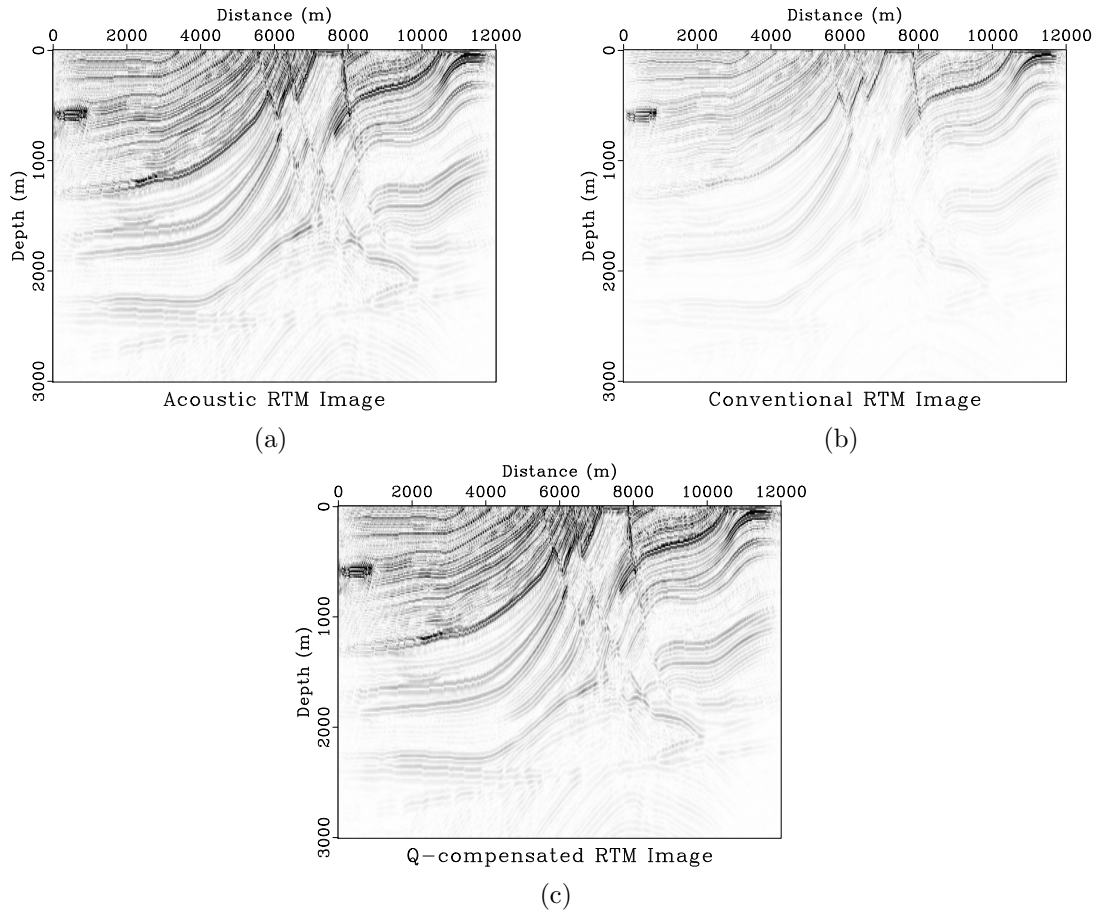 Distance (m)
0 2000 4000 6000 8000 10000 12000
0
1000
2000
3000
Depth (m)
Acoustic RTM Image
(a)
Distance (m)
0 2000 4000 6000 8000 10000 12000
0
1000
2000
3000
Depth (m)
Conventional RTM Image
(b)
Distance (m)
0 2000 4000 6000 8000 10000 12000
0
1000
2000
3000
Depth (m)
Q-compensated RTM Image
(c)